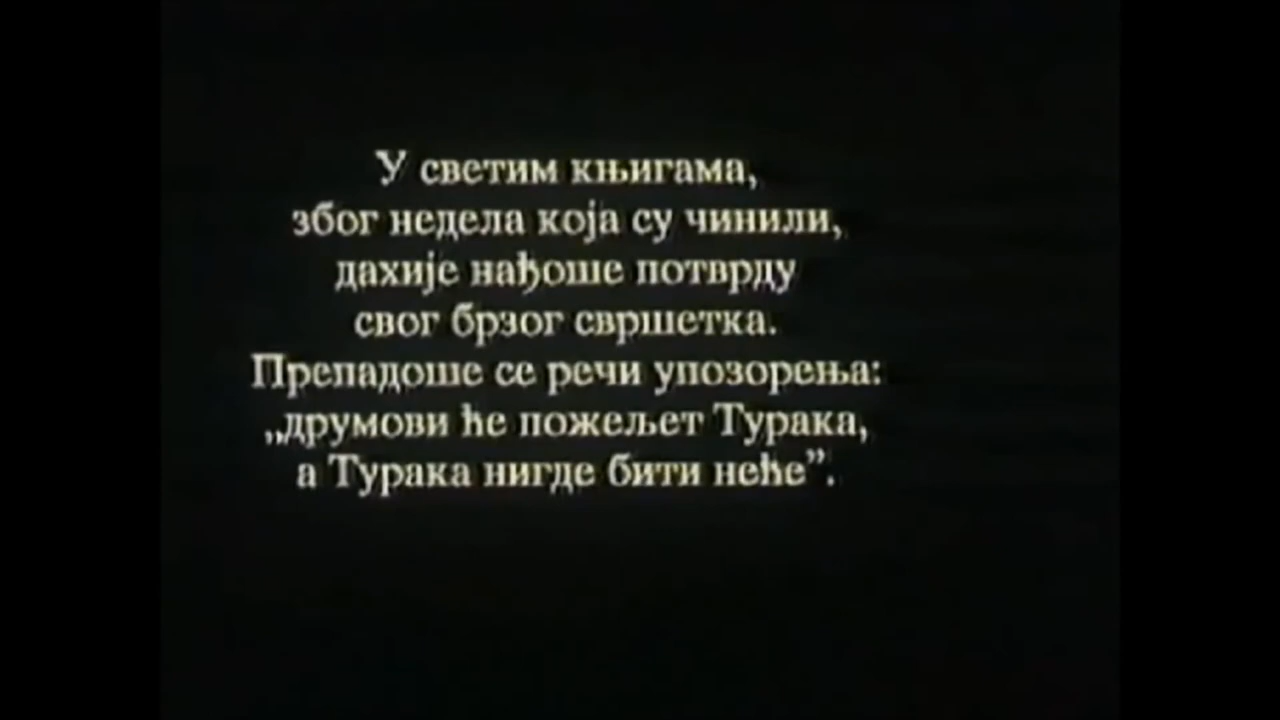 У светим књигама,
због недела која су чинили,
дахије нађоше потврду
свог брзог свршетка.
Препадоше се речи упозорења:
„друмови ће пожељет Турака,
а Турака нигде бити неће”.